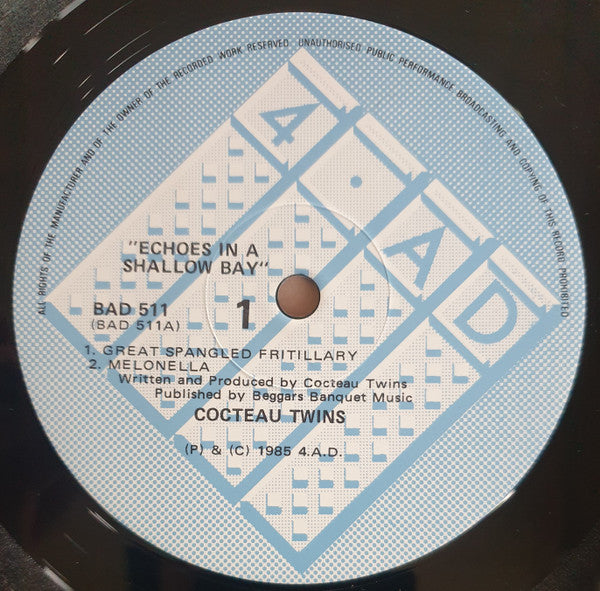 ALL RIGHTS OF THE MANUFACTURER AND OF THE OWNER OF THE RECORDED WORK RESERVED UNAUTHORISED PUBLIC PERFORMANCE BROADCASTING AND COPYING OF THIS RECORD PROHIBITED
4·AD
"ECHOES IN A
SHALLOW BAY"
BAD 511
(BAD 511A)
1
1. GREAT SPANGLED FRITILLARY
2. MELONELLA
Written and Produced by Cocteau Twins
Published by Beggars Banquet Music
COCTEAU TWINS
(P) & (C) 1985 4.A.D.